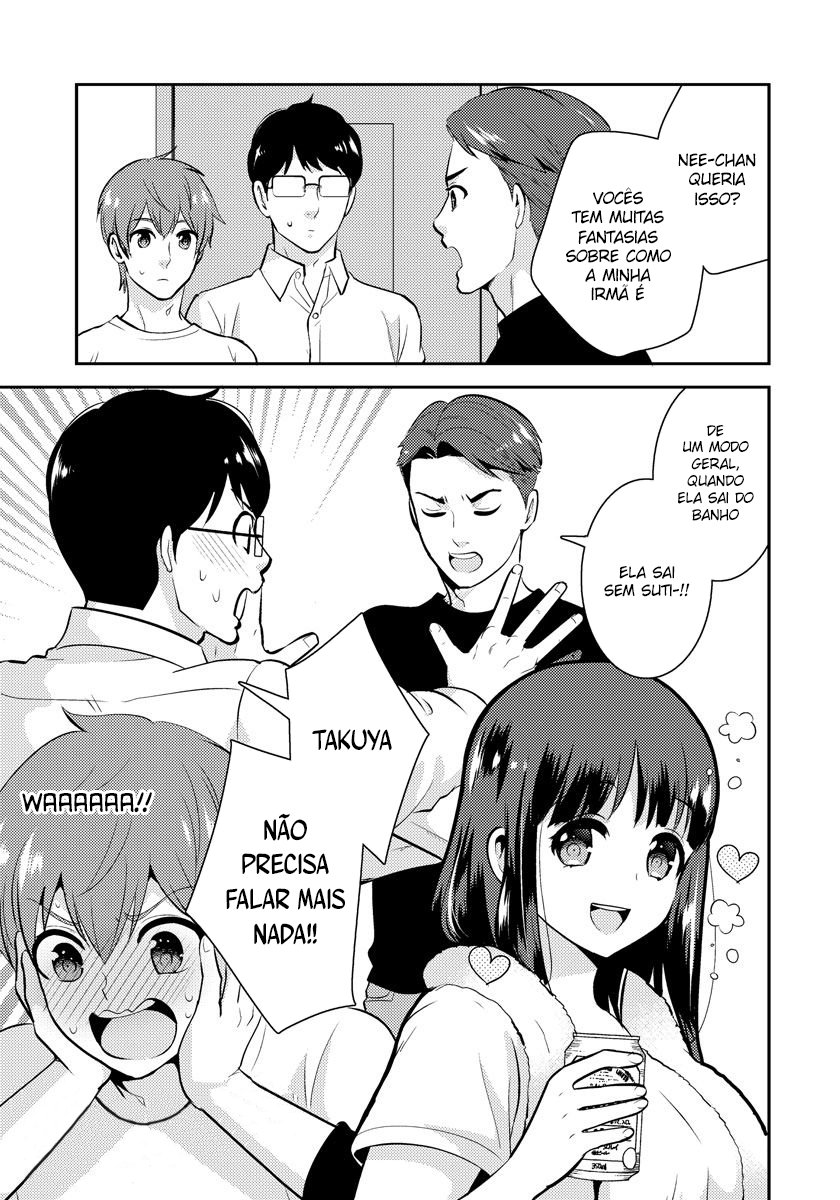 NEE-CHAN
QUERIA
ISSO?
VOCÊS
TEM MUITAS
FANTASIAS
SOBRE COMO
A MINHA
IRMÃ É
DE
UM MODO
GERAL,
QUANDO
ELA SAI DO
BANHO
ELA SAI
SEM SUTI-!!
TAKUYA
NÃO
PRECISA
FALAR MAIS
NADA!!
WAAAAAA!!
350ml